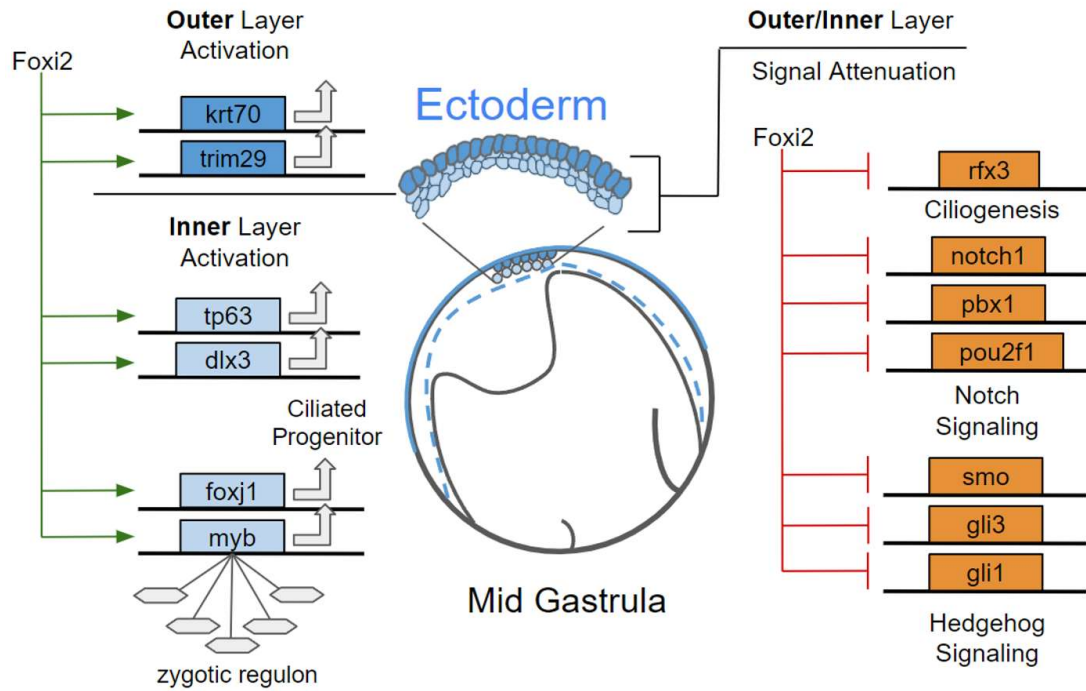 Outer Layer
Activation
Foxi2
krt70
trim29
Inner Layer
Activation
tp63
dlx3
Ciliated
Progenitor
foxj1
myb
zygotic regulon
Ectoderm
Mid Gastrula
Outer/Inner Layer
Signal Attenuation
Foxi2
rfx3
Ciliogenesis
notch1
pbx1
pou2f1
Notch
Signaling
smo
gli3
gli1
Hedgehog
Signaling